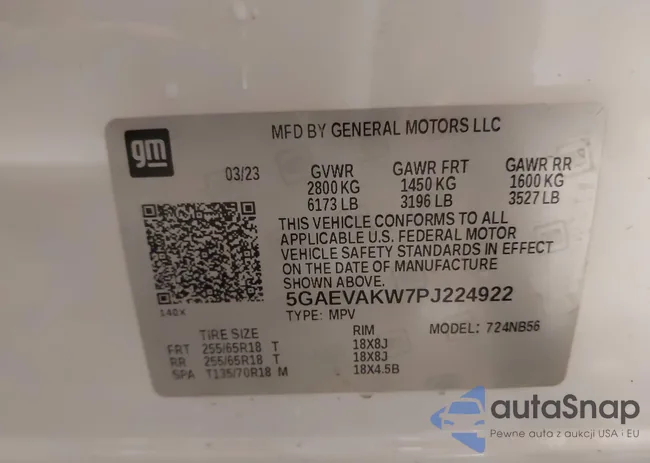 gm
MFD BY GENERAL MOTORS LLC
03/23 GVWR GAWR FRT GAWR RR
2800 KG 1450 KG 1600 KG
6173 LB 3196 LB 3527 LB
THIS VEHICLE CONFORMS TO ALL
APPLICABLE U.S. FEDERAL MOTOR
VEHICLE SAFETY STANDARDS IN EFFECT
ON THE DATE OF MANUFACTURE
SHOWN ABOVE.
140X
5GAEVAKW7PJ224922
TYPE: MPV MODEL: 724NB56
TIRE SIZE RIM
FRT 255/65R18 T 18X8J
RR 255/65R18 T 18X8J
SPA T135/70R18 M 18X4.5B
autaSnap
Pewne auta z aukcji USA i EU